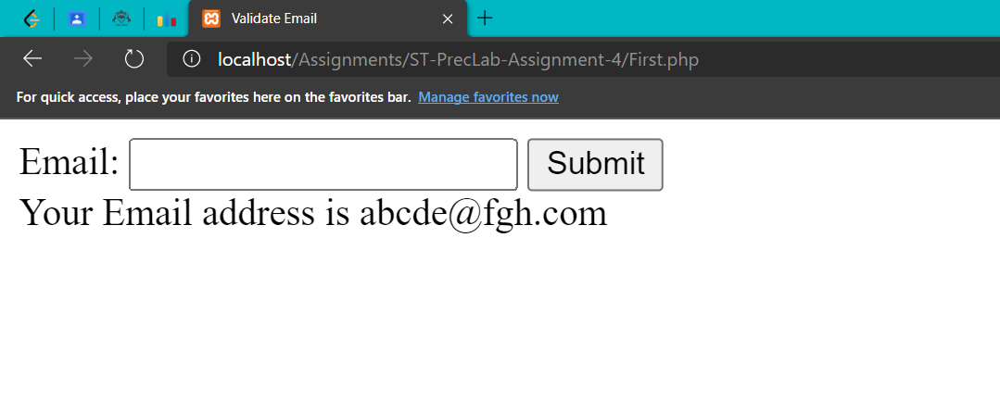 Validate Email
localhost/Assignments/ST-PrecLab-Assignment-4/First.php
For quick access, place your favorites here on the favorites bar. Manage favorites now
Email: Submit
Your Email address is abcde@fgh.com